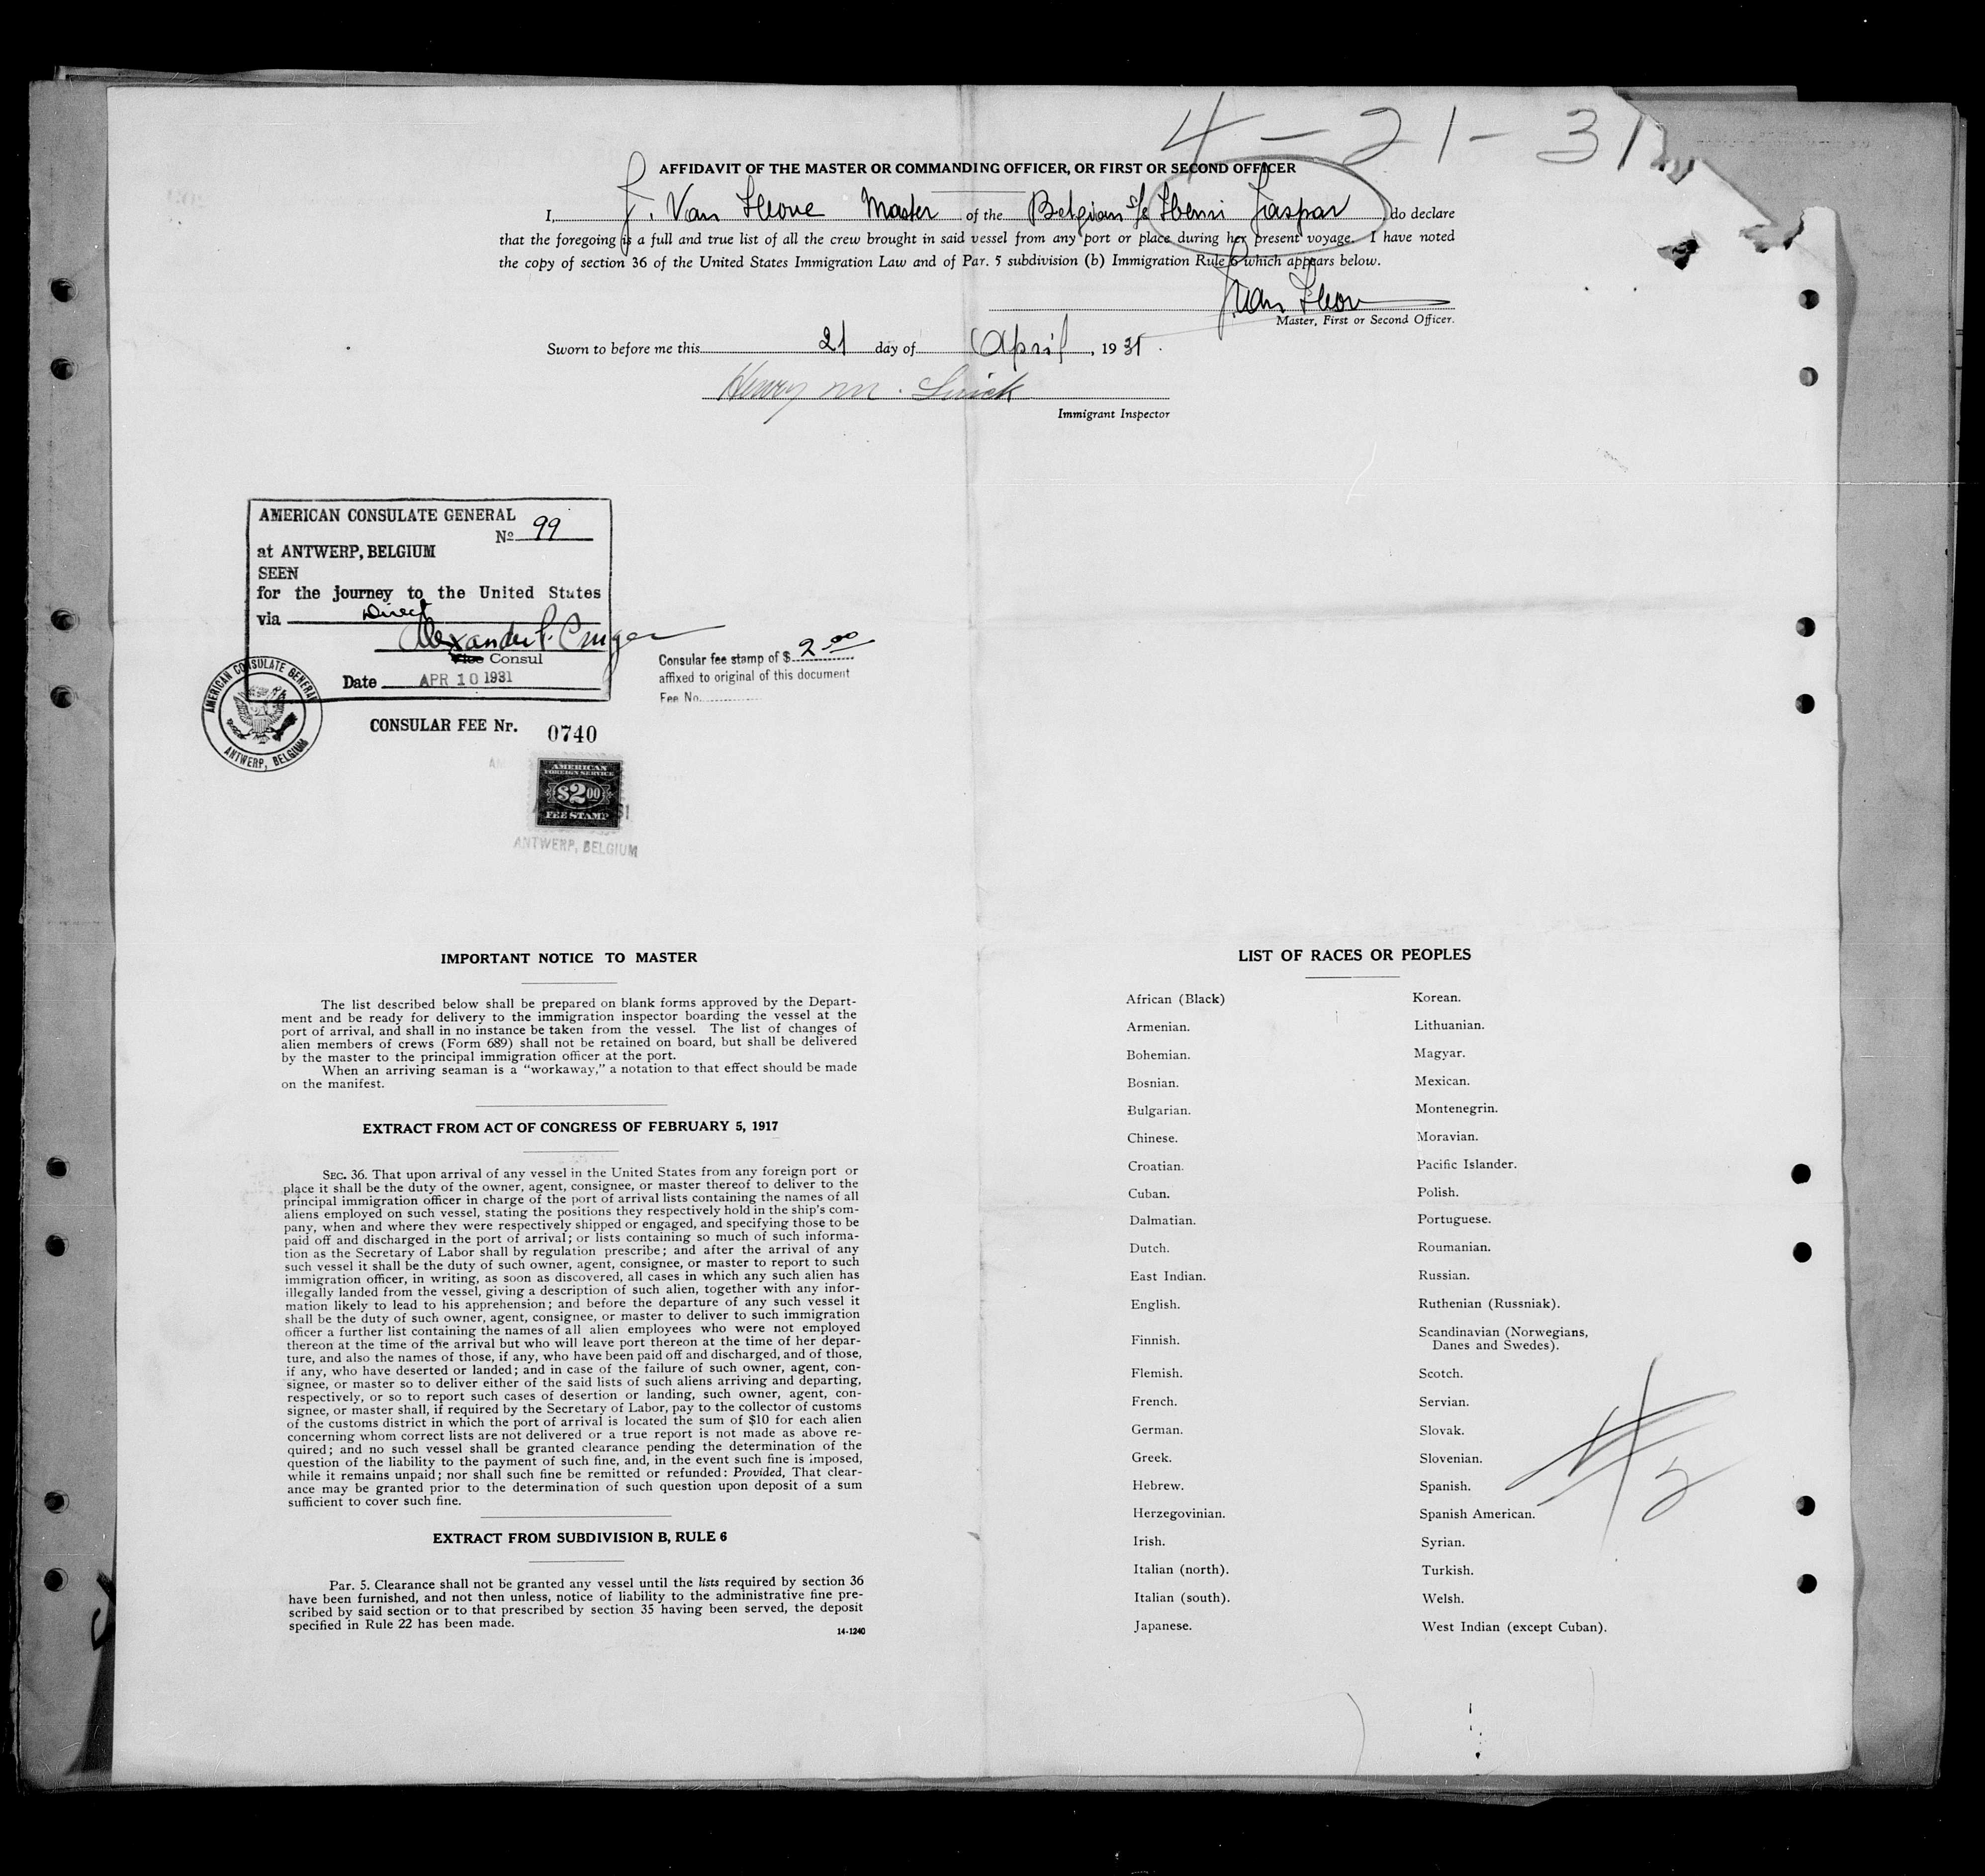 4-21-31
AFFIDAVIT OF THE MASTER OR COMMANDING OFFICER, OR FIRST OR SECOND OFFICER
I, J. Van Master of the Belgian s/s Henri Jaspar do declare
that the foregoing is a full and true list of all the crew brought in said vessel from any port or place during her present voyage. I have noted
the copy of section 36 of the United States Immigration Law and of Par. 5 subdivision (b) Immigration Rule 6 which appears below.
Master, First or Second Officer.
Sworn to before me this 21 day of April, 1931.
Henry M.
Immigrant Inspector
AMERICAN CONSULATE GENERAL
No 99
at ANTWERP, BELGIUM
SEEN
for the journey to the United States
via Direct
Alexander P. Cruger
Vice Consul
Date APR 10 1931
AMERICAN CONSULATE GENERAL
ANTWERP, BELGIUM
Consular fee stamp of $ 2.00
affixed to original of this document
Fee No.
CONSULAR FEE Nr. 0740
AMERICAN
FOREIGN SERVICE
$200
FEE STAMP
ANTWERP, BELGIUM
IMPORTANT NOTICE TO MASTER
The list described below shall be prepared on blank forms approved by the Depart-
ment and be ready for delivery to the immigration inspector boarding the vessel at the
port of arrival, and shall in no instance be taken from the vessel. The list of changes of
alien members of crews (Form 689) shall not be retained on board, but shall be delivered
by the master to the principal immigration officer at the port.
When an arriving seaman is a "workaway," a notation to that effect should be made
on the manifest.
EXTRACT FROM ACT OF CONGRESS OF FEBRUARY 5, 1917
SEC. 36. That upon arrival of any vessel in the United States from any foreign port or
place it shall be the duty of the owner, agent, consignee, or master thereof to deliver to the
principal immigration officer in charge of the port of arrival lists containing the names of all
aliens employed on such vessel, stating the positions they respectively hold in the ship's com-
pany, when and where they were respectively shipped or engaged, and specifying those to be
paid off and discharged in the port of arrival; or lists containing so much of such informa-
tion as the Secretary of Labor shall by regulation prescribe; and after the arrival of any
such vessel it shall be the duty of such owner, agent, consignee, or master to report to such
immigration officer, in writing, as soon as discovered, all cases in which any such alien has
illegally landed from the vessel, giving a description of such alien, together with any infor-
mation likely to lead to his apprehension; and before the departure of any such vessel it
shall be the duty of such owner, agent, consignee, or master to deliver to such immigration
officer a further list containing the names of all alien employees who were not employed
thereon at the time of the arrival but who will leave port thereon at the time of her depar-
ture, and also the names of those, if any, who have been paid off and discharged, and of those,
if any, who have deserted or landed; and in case of the failure of such owner, agent, con-
signee, or master so to deliver either of the said lists of such aliens arriving and departing,
respectively, or so to report such cases of desertion or landing, such owner, agent, con-
signee, or master shall, if required by the Secretary of Labor, pay to the collector of customs
of the customs district in which the port of arrival is located the sum of $10 for each alien
concerning whom correct lists are not delivered or a true report is not made as above re-
quired; and no such vessel shall be granted clearance pending the determination of the
question of the liability to the payment of such fine, and, in the event such fine is imposed,
while it remains unpaid; nor shall such fine be remitted or refunded: Provided, That clear-
ance may be granted prior to the determination of such question upon deposit of a sum
sufficient to cover such fine.
EXTRACT FROM SUBDIVISION B, RULE 6
Par. 5. Clearance shall not be granted any vessel until the lists required by section 36
have been furnished, and not then unless, notice of liability to the administrative fine pre-
scribed by said section or to that prescribed by section 35 having been served, the deposit
specified in Rule 22 has been made.
14-1240
LIST OF RACES OR PEOPLES
African (Black)
Armenian.
Bohemian.
Bosnian.
Bulgarian.
Chinese.
Croatian.
Cuban.
Dalmatian.
Dutch.
East Indian.
English.
Finnish.
Flemish.
French.
German.
Greek.
Hebrew.
Herzegovinian.
Irish.
Italian (north).
Italian (south).
Japanese.
Korean.
Lithuanian.
Magyar.
Mexican.
Montenegrin.
Moravian.
Pacific Islander.
Polish.
Portuguese.
Roumanian.
Russian.
Ruthenian (Russniak).
Scandinavian (Norwegians,
Danes and Swedes).
Scotch.
Servian.
Slovak.
Slovenian.
Spanish.
Spanish American.
Syrian.
Turkish.
Welsh.
West Indian (except Cuban).